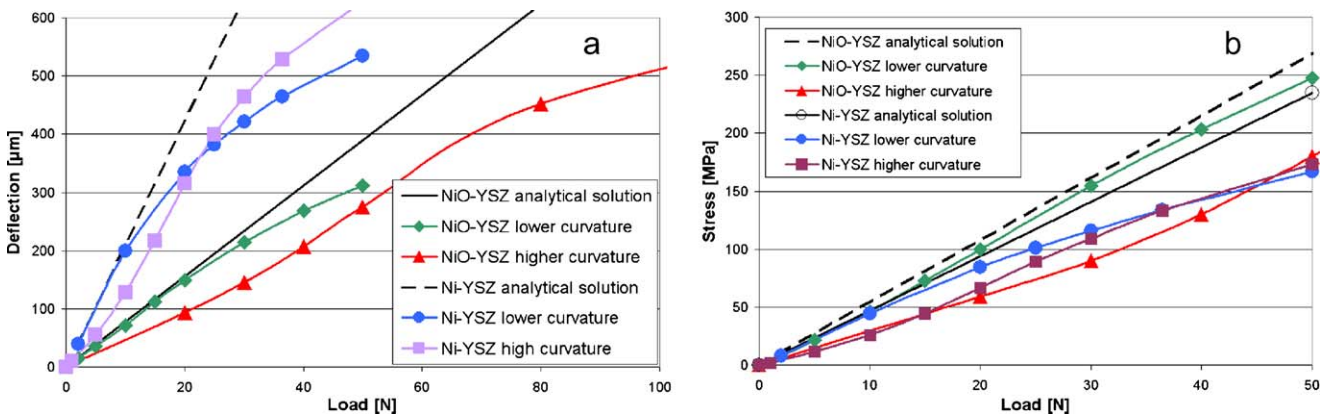 600
500
400
300
200
100
0
Deflection [µm]
a
NiO-YSZ analytical solution
NiO-YSZ lower curvature
NiO-YSZ higher curvature
Ni-YSZ analytical solution
Ni-YSZ lower curvature
Ni-YSZ high curvature
0 20 40 60 80 100
Load [N]
300
250
200
150
100
50
0
Stress [MPa]
b
NiO-YSZ analytical solution
NiO-YSZ lower curvature
NiO-YSZ higher curvature
Ni-YSZ analytical solution
Ni-YSZ lower curvature
Ni-YSZ higher curvature
0 10 20 30 40 50
Load [N]